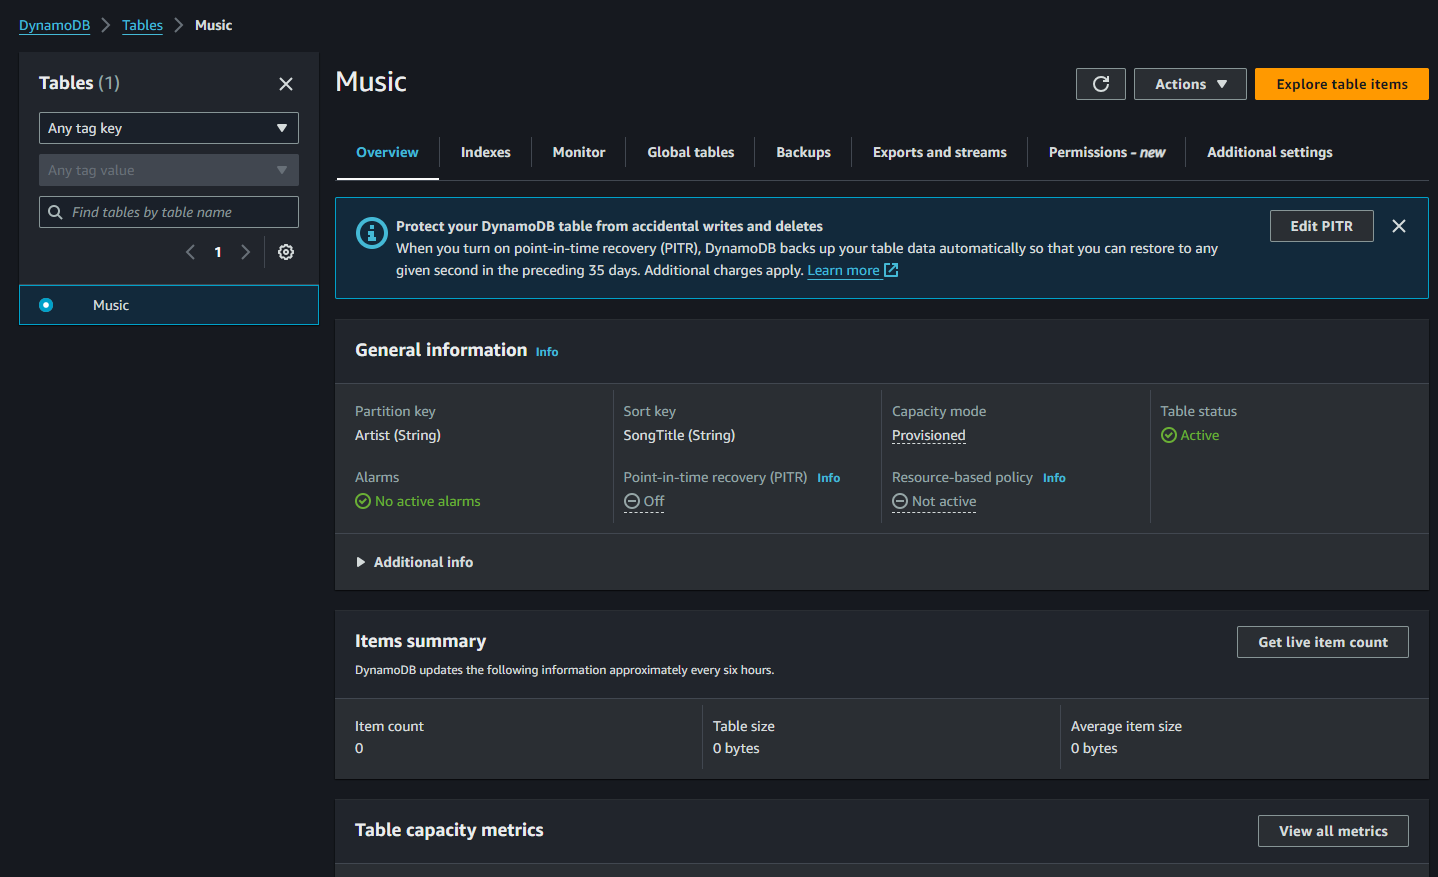 DynamoDB > Tables > Music
Tables (1)
Any tag key
Any tag value
Find tables by table name
1
Music
Music
Actions
Explore table items
Overview
Indexes
Monitor
Global tables
Backups
Exports and streams
Permissions - new
Additional settings
Protect your DynamoDB table from accidental writes and deletes
When you turn on point-in-time recovery (PITR), DynamoDB backs up your table data automatically so that you can restore to any
given second in the preceding 35 days. Additional charges apply. Learn more
Edit PITR
General information Info
Partition key
Artist (String)
Sort key
SongTitle (String)
Capacity mode
Provisioned
Table status
Active
Alarms
No active alarms
Point-in-time recovery (PITR) Info
Off
Resource-based policy Info
Not active
Additional info
Items summary
DynamoDB updates the following information approximately every six hours.
Get live item count
Item count
0
Table size
0 bytes
Average item size
0 bytes
Table capacity metrics
View all metrics